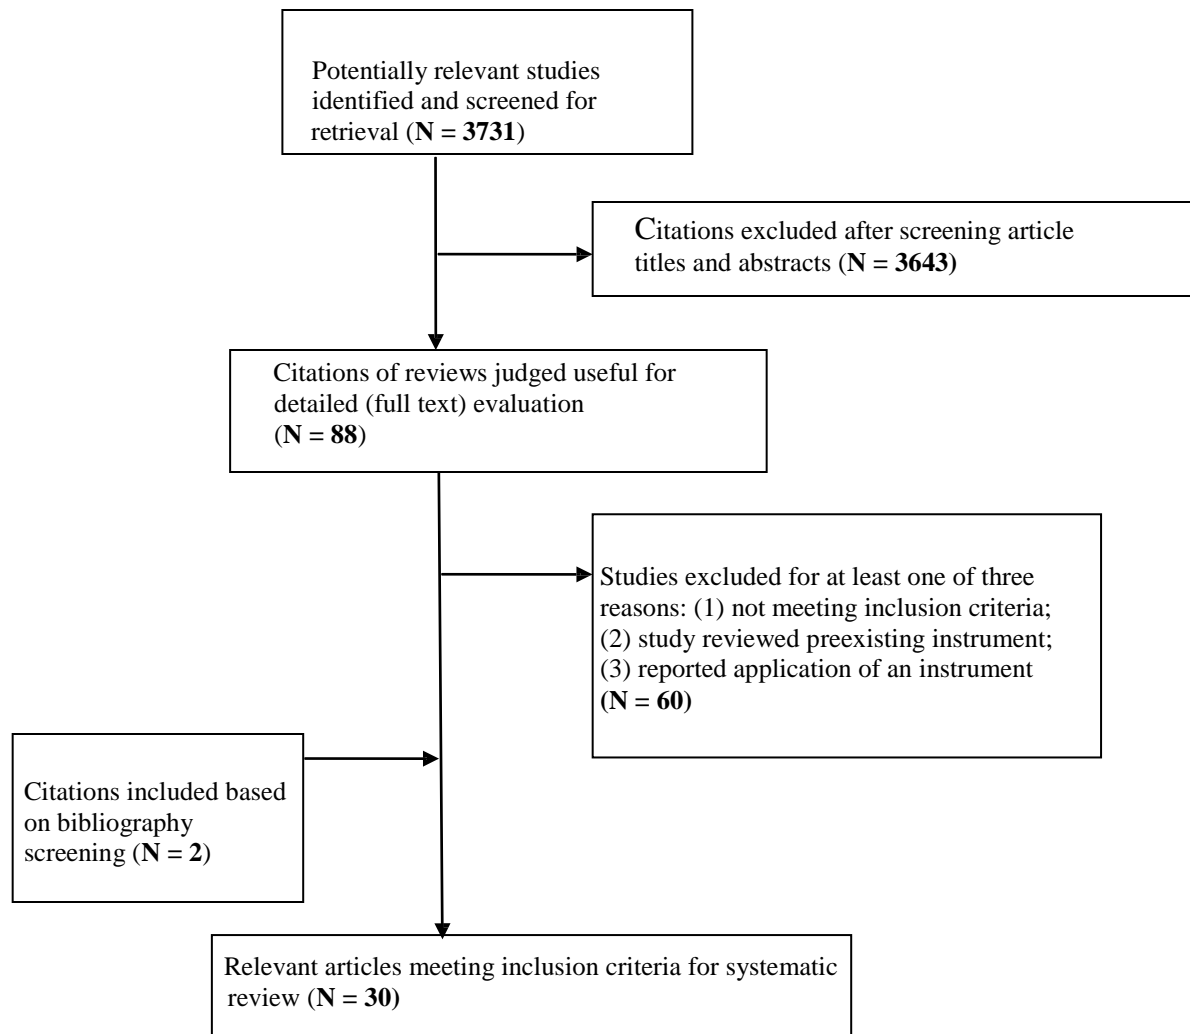 Potentially relevant studies
identified and screened for
retrieval (N = 3731)
Citations excluded after screening article
titles and abstracts (N = 3643)
Citations of reviews judged useful for
detailed (full text) evaluation
(N = 88)
Studies excluded for at least one of three
reasons: (1) not meeting inclusion criteria;
(2) study reviewed preexisting instrument;
(3) reported application of an instrument
(N = 60)
Citations included based
on bibliography
screening (N = 2)
Relevant articles meeting inclusion criteria for systematic
review (N = 30)